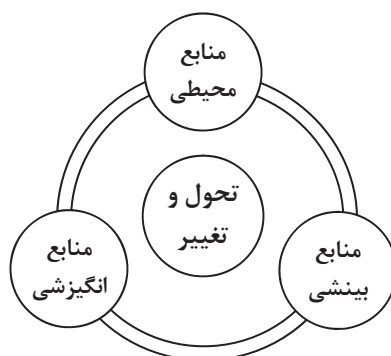 منابع
محیطی
تحول و
تغییر
منابع
بینشی
منابع
انگیزشی